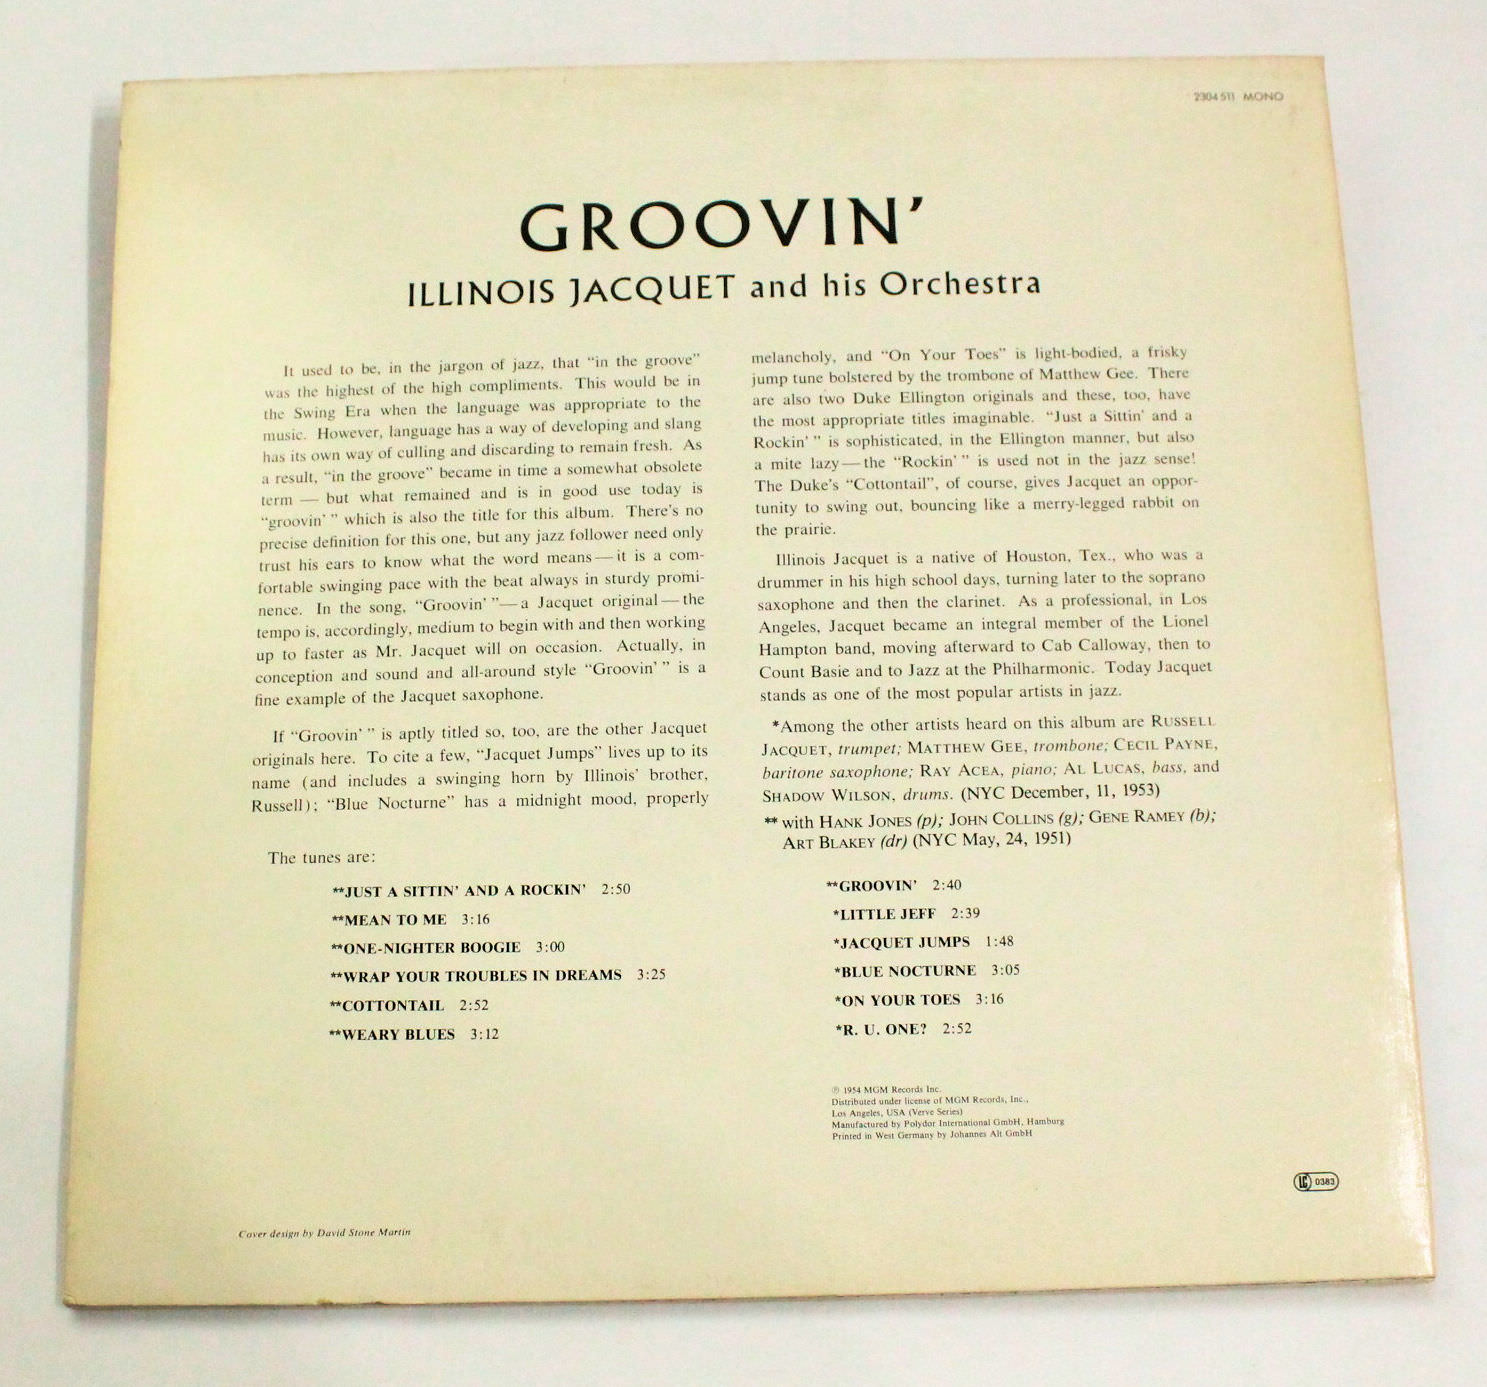 2304 511 MONO
GROOVIN’
ILLINOIS JACQUET and his Orchestra
It used to be, in the jargon of jazz, that “in the groove”
was the highest of the high compliments. This would be in
the Swing Era when the language was appropriate to the
music. However, language has a way of developing and slang
has its own way of culling and discarding to remain fresh. As
a result, “in the groove” became in time a somewhat obsolete
term — but what remained and is in good use today is
“groovin’ ” which is also the title for this album. There’s no
precise definition for this one, but any jazz follower need only
trust his ears to know what the word means — it is a com-
fortable swinging pace with the beat always in sturdy promi-
nence. In the song, “Groovin’ ”— a Jacquet original — the
tempo is, accordingly, medium to begin with and then working
up to faster as Mr. Jacquet will on occasion. Actually, in
conception and sound and all-around style “Groovin’ ” is a
fine example of the Jacquet saxophone.
If “Groovin’ ” is aptly titled so, too, are the other Jacquet
originals here. To cite a few, “Jacquet Jumps” lives up to its
name (and includes a swinging horn by Illinois’ brother,
Russell); “Blue Nocturne” has a midnight mood, properly
melancholy, and “On Your Toes” is light-bodied, a frisky
jump tune bolstered by the trombone of Matthew Gee. There
are also two Duke Ellington originals and these, too, have
the most appropriate titles imaginable. “Just a Sittin’ and a
Rockin’ ” is sophisticated, in the Ellington manner, but also
a mite lazy — the “Rockin’ ” is used not in the jazz sense!
The Duke’s “Cottontail”, of course, gives Jacquet an oppor-
tunity to swing out, bouncing like a merry-legged rabbit on
the prairie.
Illinois Jacquet is a native of Houston, Tex., who was a
drummer in his high school days, turning later to the soprano
saxophone and then the clarinet. As a professional, in Los
Angeles, Jacquet became an integral member of the Lionel
Hampton band, moving afterward to Cab Calloway, then to
Count Basie and to Jazz at the Philharmonic. Today Jacquet
stands as one of the most popular artists in jazz.
*Among the other artists heard on this album are RUSSELL
JACQUET, trumpet; MATTHEW GEE, trombone; CECIL PAYNE,
baritone saxophone; RAY ACEA, piano; AL LUCAS, bass, and
SHADOW WILSON, drums. (NYC December, 11, 1953)
** with HANK JONES (p); JOHN COLLINS (g); GENE RAMEY (b);
ART BLAKEY (dr) (NYC May, 24, 1951)
The tunes are:
**JUST A SITTIN’ AND A ROCKIN’ 2:50
**MEAN TO ME 3:16
**ONE-NIGHTER BOOGIE 3:00
**WRAP YOUR TROUBLES IN DREAMS 3:25
**COTTONTAIL 2:52
**WEARY BLUES 3:12
**GROOVIN’ 2:40
*LITTLE JEFF 2:39
*JACQUET JUMPS 1:48
*BLUE NOCTURNE 3:05
*ON YOUR TOES 3:16
*R. U. ONE? 2:52
℗ 1954 MGM Records Inc.
Distributed under license of MGM Records, Inc.,
Los Angeles, USA (Verve Series)
Manufactured by Polydor International GmbH, Hamburg
Printed in West Germany by Johannes Alt GmbH
LC 0383
Cover design by David Stone Martin